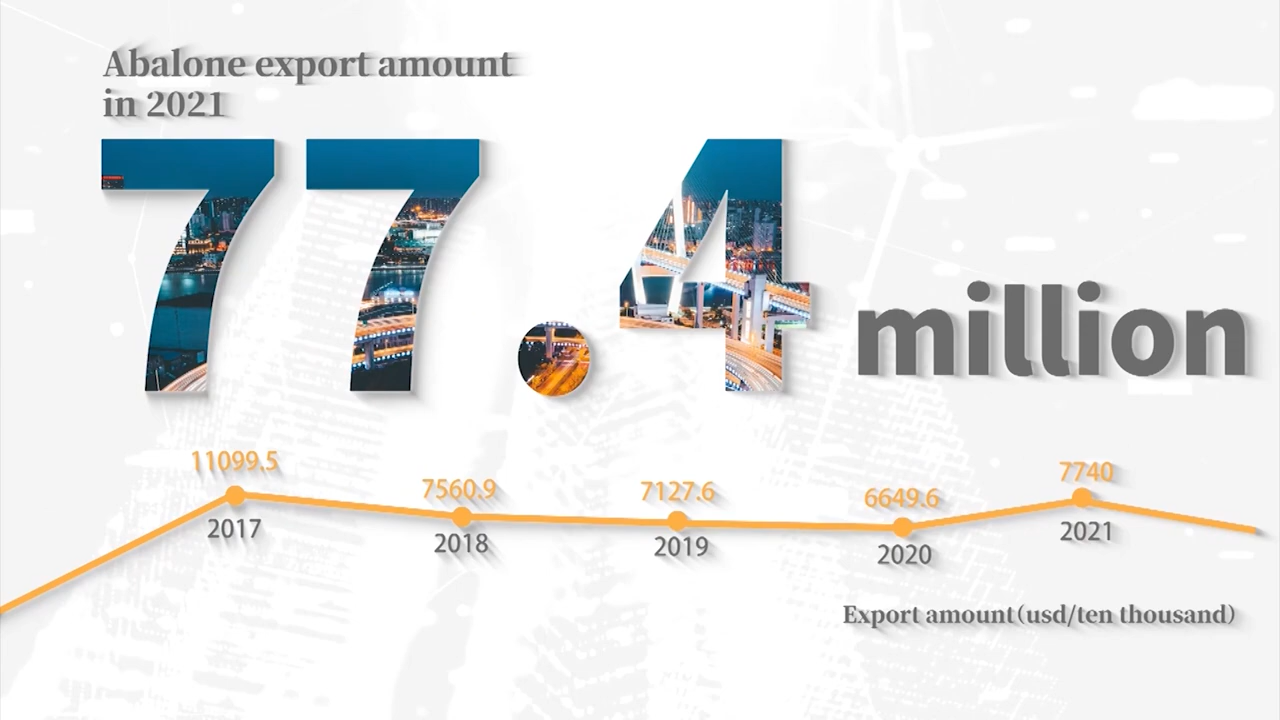 Abalone export amount
in 2021
77.4 million
11099.5
7560.9
7127.6
6649.6
7740
2017
2018
2019
2020
2021
Export amount(usd/ten thousand)